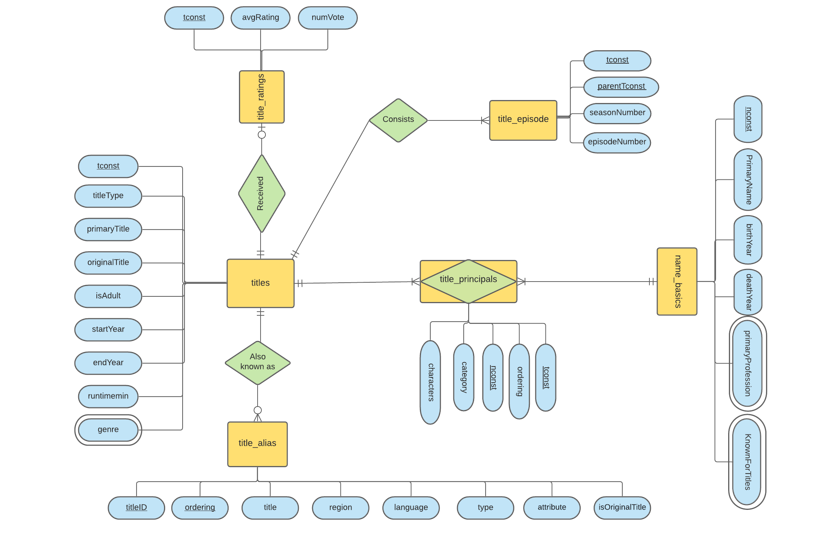 tconst
avgRating
numVote
title_ratings
Received
Consists
title_episode
tconst
parentTconst
seasonNumber
episodeNumber
tconst
titleType
primaryTitle
originalTitle
isAdult
startYear
endYear
runtimemin
genre
titles
title_principals
characters
category
nconst
ordering
tconst
name_basics
nconst
PrimaryName
birthYear
deathYear
primaryProfession
KnownForTitles
Also
known as
title_alias
titleID
ordering
title
region
language
type
attribute
isOriginalTitle